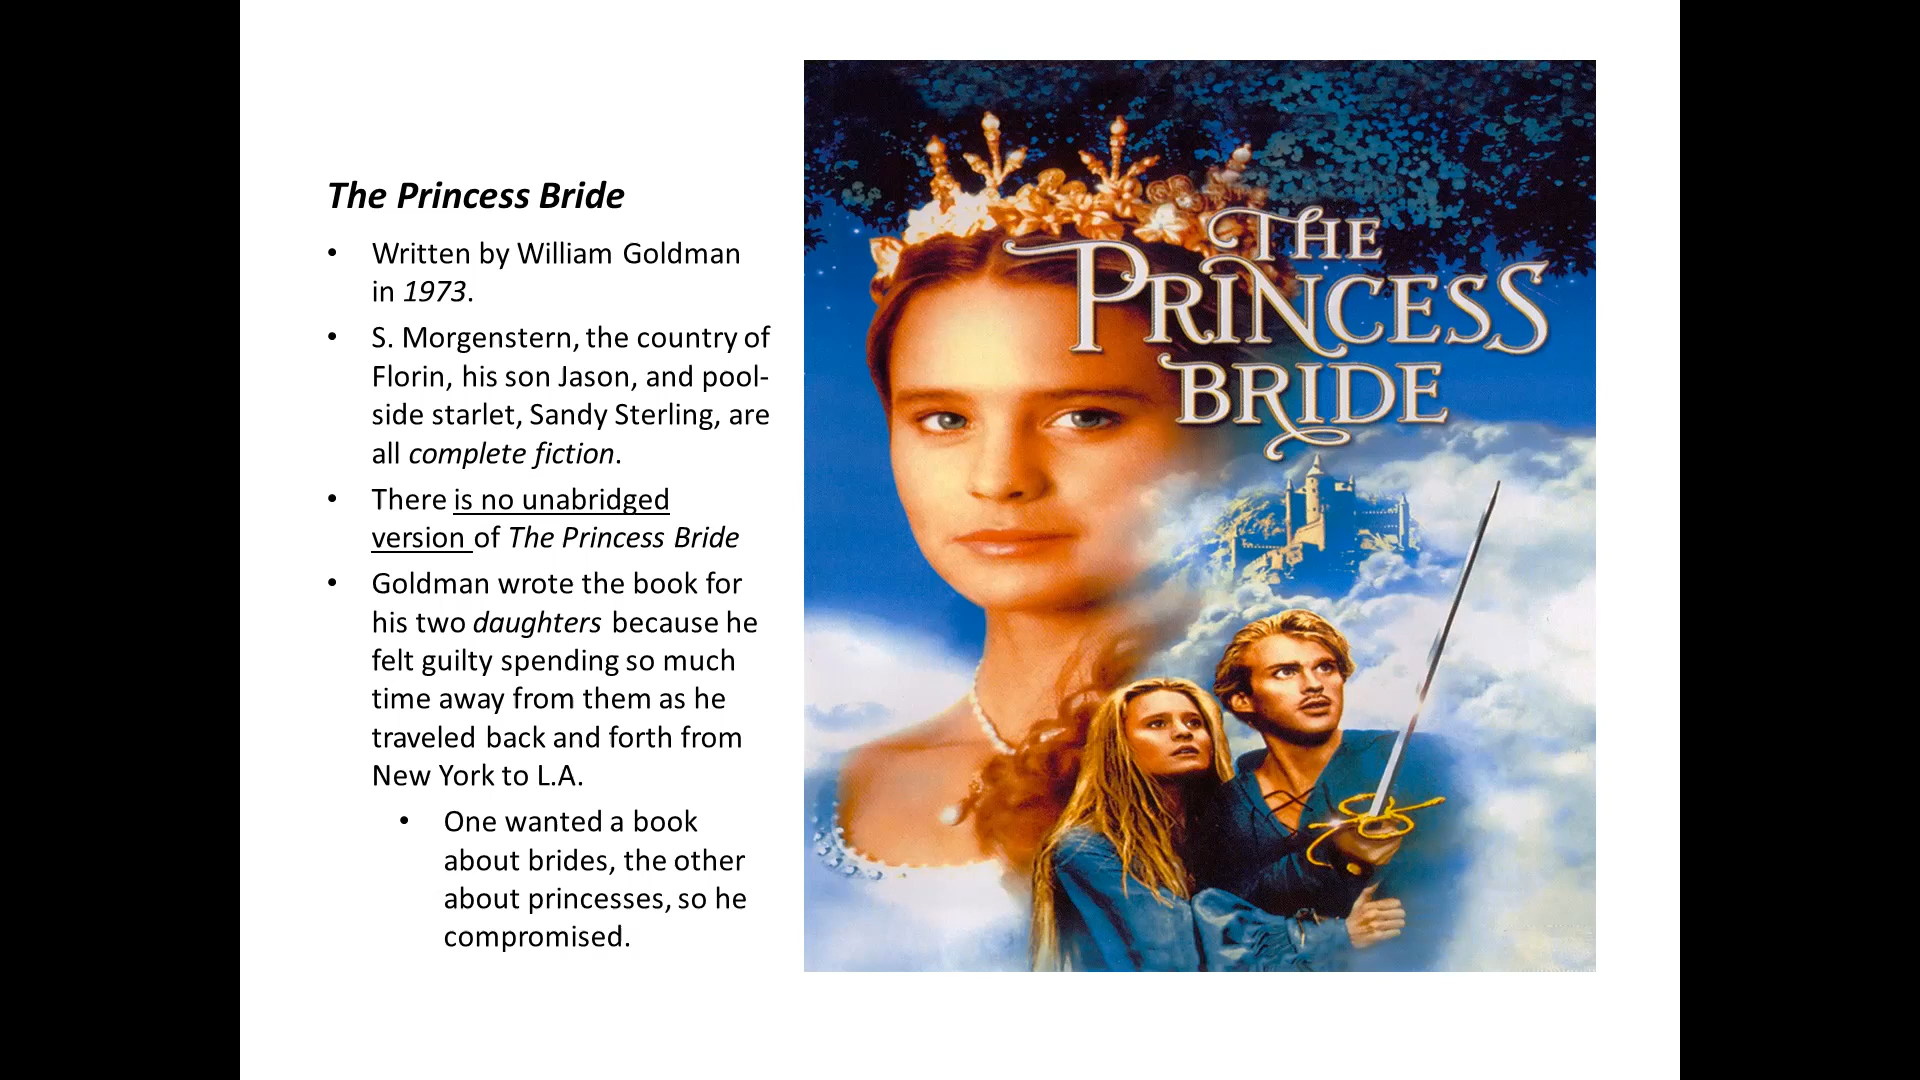 The Princess Bride
• Written by William Goldman
in 1973.
• S. Morgenstern, the country of
Florin, his son Jason, and pool-
side starlet, Sandy Sterling, are
all complete fiction.
• There is no unabridged
version of The Princess Bride
• Goldman wrote the book for
his two daughters because he
felt guilty spending so much
time away from them as he
traveled back and forth from
New York to L.A.
• One wanted a book
about brides, the other
about princesses, so he
compromised.
THE
PRINCESS
BRIDE